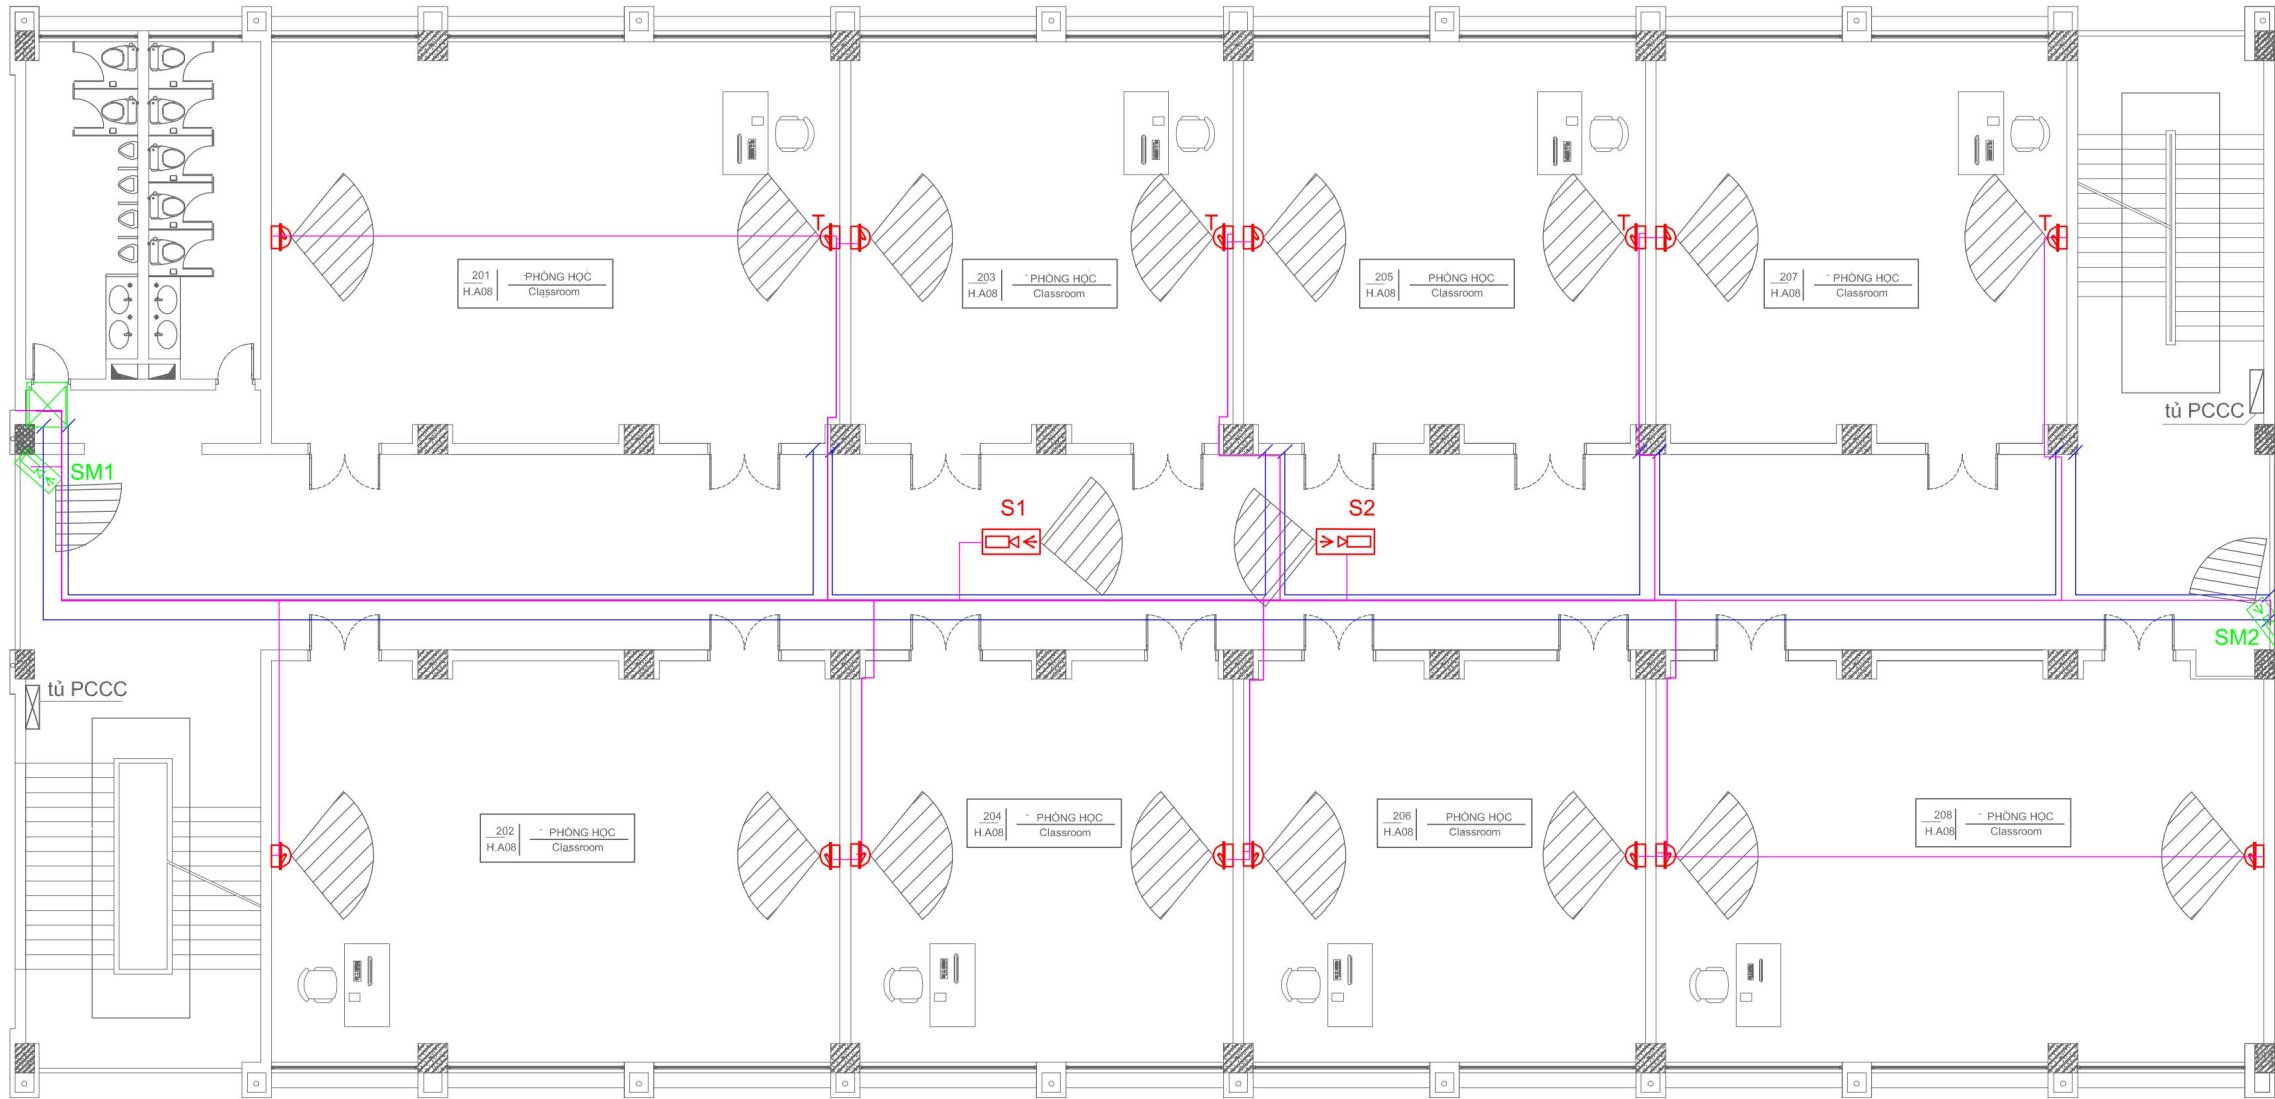 T
T
T
T
201
H.A08
PHÒNG HỌC
Classroom
203
H.A08
PHÒNG HỌC
Classroom
205
H.A08
PHÒNG HỌC
Classroom
207
H.A08
PHÒNG HỌC
Classroom
tủ PCCC
SM1
S1
S2
SM2
tủ PCCC
202
H.A08
PHÒNG HỌC
Classroom
204
H.A08
PHÒNG HỌC
Classroom
206
H.A08
PHÒNG HỌC
Classroom
208
H.A08
PHÒNG HỌC
Classroom